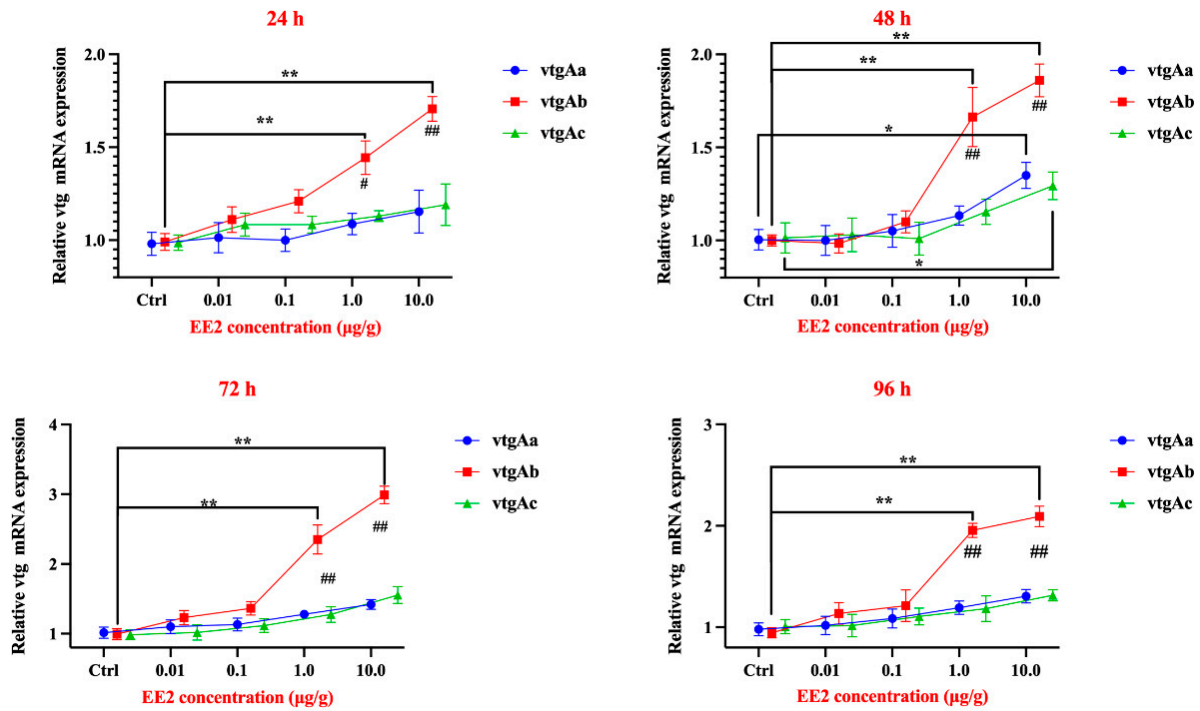 24 h
2.0
1.5
1.0
Relative vtg mRNA expression
**
**
#
##
vtgAa
vtgAb
vtgAc
Ctrl 0.01 0.1 1.0 10.0
EE2 concentration (μg/g)
48 h
2.0
1.5
1.0
Relative vtg mRNA expression
**
**
*
*
##
##
vtgAa
vtgAb
vtgAc
Ctrl 0.01 0.1 1.0 10.0
EE2 concentration (μg/g)
72 h
4
3
2
1
Relative vtg mRNA expression
**
**
##
##
vtgAa
vtgAb
vtgAc
Ctrl 0.01 0.1 1.0 10.0
EE2 concentration (μg/g)
96 h
3
2
1
Relative vtg mRNA expression
**
**
## ##
vtgAa
vtgAb
vtgAc
Ctrl 0.01 0.1 1.0 10.0
EE2 concentration (μg/g)